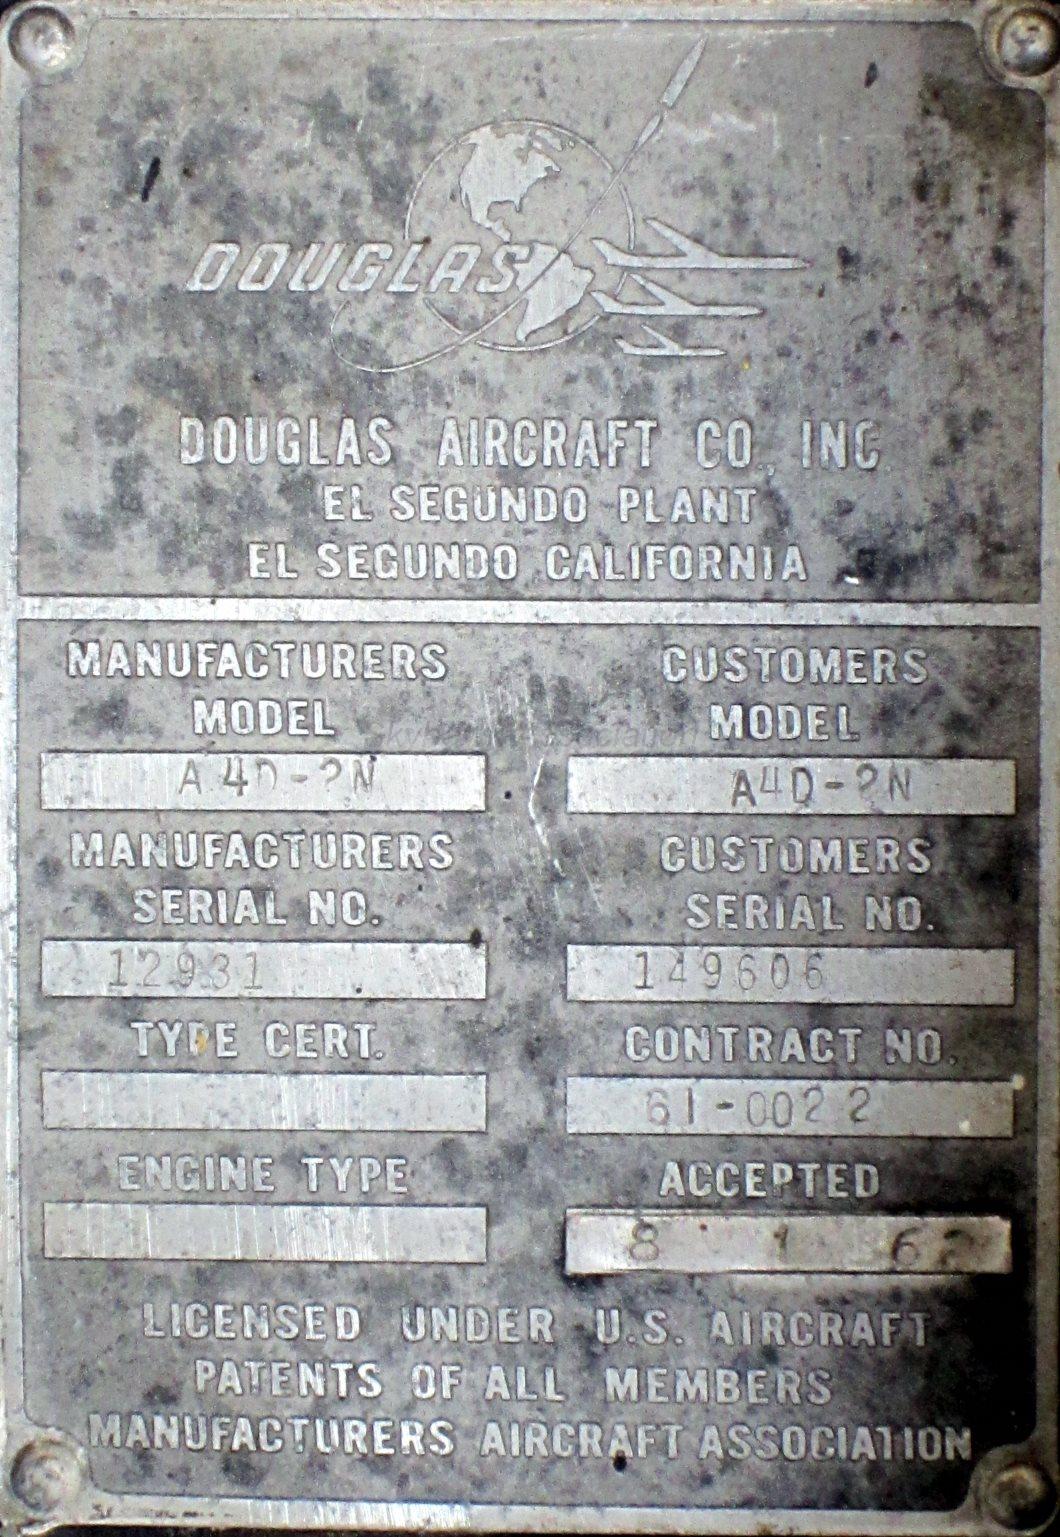 DOUGLAS
DOUGLAS AIRCRAFT CO., INC
EL SEGUNDO PLANT
EL SEGUNDO CALIFORNIA
MANUFACTURERS MODEL
A4D-2N
CUSTOMERS MODEL
A4D-2N
MANUFACTURERS SERIAL NO.
12931
CUSTOMERS SERIAL NO.
149606
TYPE CERT.
CONTRACT NO.
61-0022
ENGINE TYPE
ACCEPTED
8 1 62
LICENSED UNDER U.S. AIRCRAFT
PATENTS OF ALL MEMBERS
MANUFACTURERS AIRCRAFT ASSOCIATION